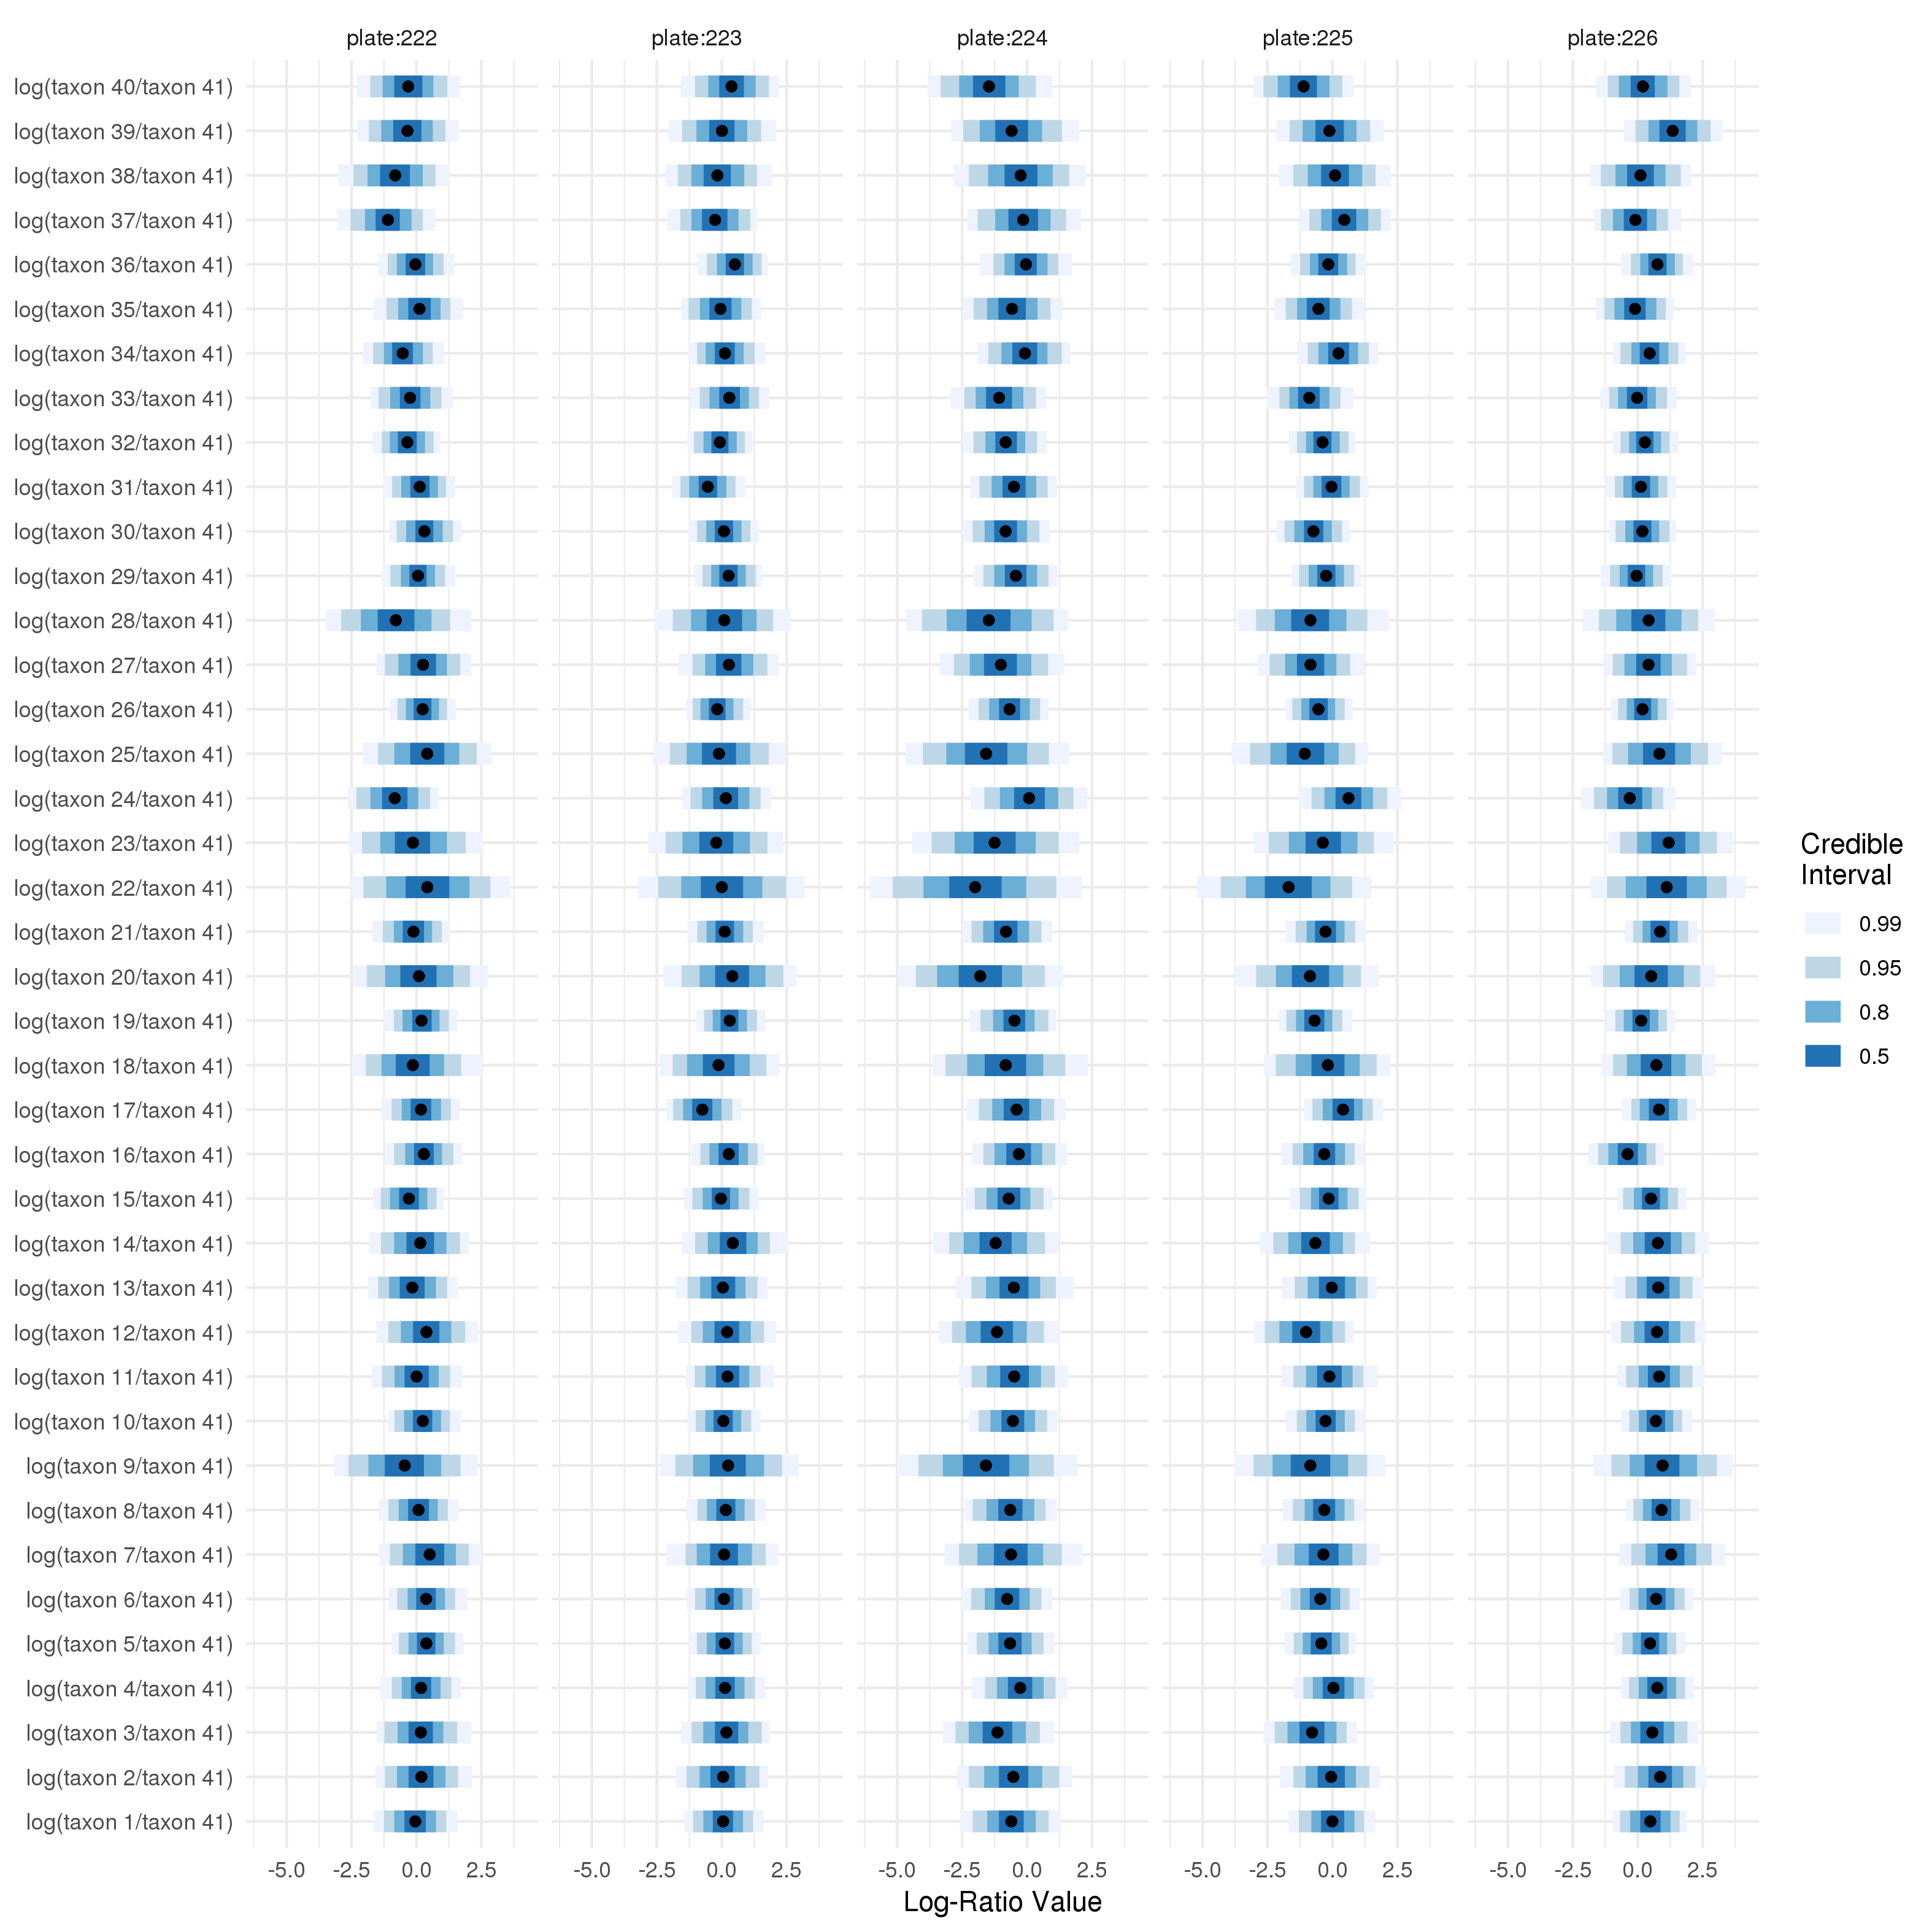 plate:222 plate:223 plate:224 plate:225 plate:226
log(taxon 40/taxon 41)
log(taxon 39/taxon 41)
log(taxon 38/taxon 41)
log(taxon 37/taxon 41)
log(taxon 36/taxon 41)
log(taxon 35/taxon 41)
log(taxon 34/taxon 41)
log(taxon 33/taxon 41)
log(taxon 32/taxon 41)
log(taxon 31/taxon 41)
log(taxon 30/taxon 41)
log(taxon 29/taxon 41)
log(taxon 28/taxon 41)
log(taxon 27/taxon 41)
log(taxon 26/taxon 41)
log(taxon 25/taxon 41)
log(taxon 24/taxon 41)
log(taxon 23/taxon 41)
log(taxon 22/taxon 41)
log(taxon 21/taxon 41)
log(taxon 20/taxon 41)
log(taxon 19/taxon 41)
log(taxon 18/taxon 41)
log(taxon 17/taxon 41)
log(taxon 16/taxon 41)
log(taxon 15/taxon 41)
log(taxon 14/taxon 41)
log(taxon 13/taxon 41)
log(taxon 12/taxon 41)
log(taxon 11/taxon 41)
log(taxon 10/taxon 41)
log(taxon 9/taxon 41)
log(taxon 8/taxon 41)
log(taxon 7/taxon 41)
log(taxon 6/taxon 41)
log(taxon 5/taxon 41)
log(taxon 4/taxon 41)
log(taxon 3/taxon 41)
log(taxon 2/taxon 41)
log(taxon 1/taxon 41)
-5.0 -2.5 0.0 2.5 -5.0 -2.5 0.0 2.5 -5.0 -2.5 0.0 2.5 -5.0 -2.5 0.0 2.5 -5.0 -2.5 0.0 2.5
Log-Ratio Value
Credible
Interval
0.99
0.95
0.8
0.5